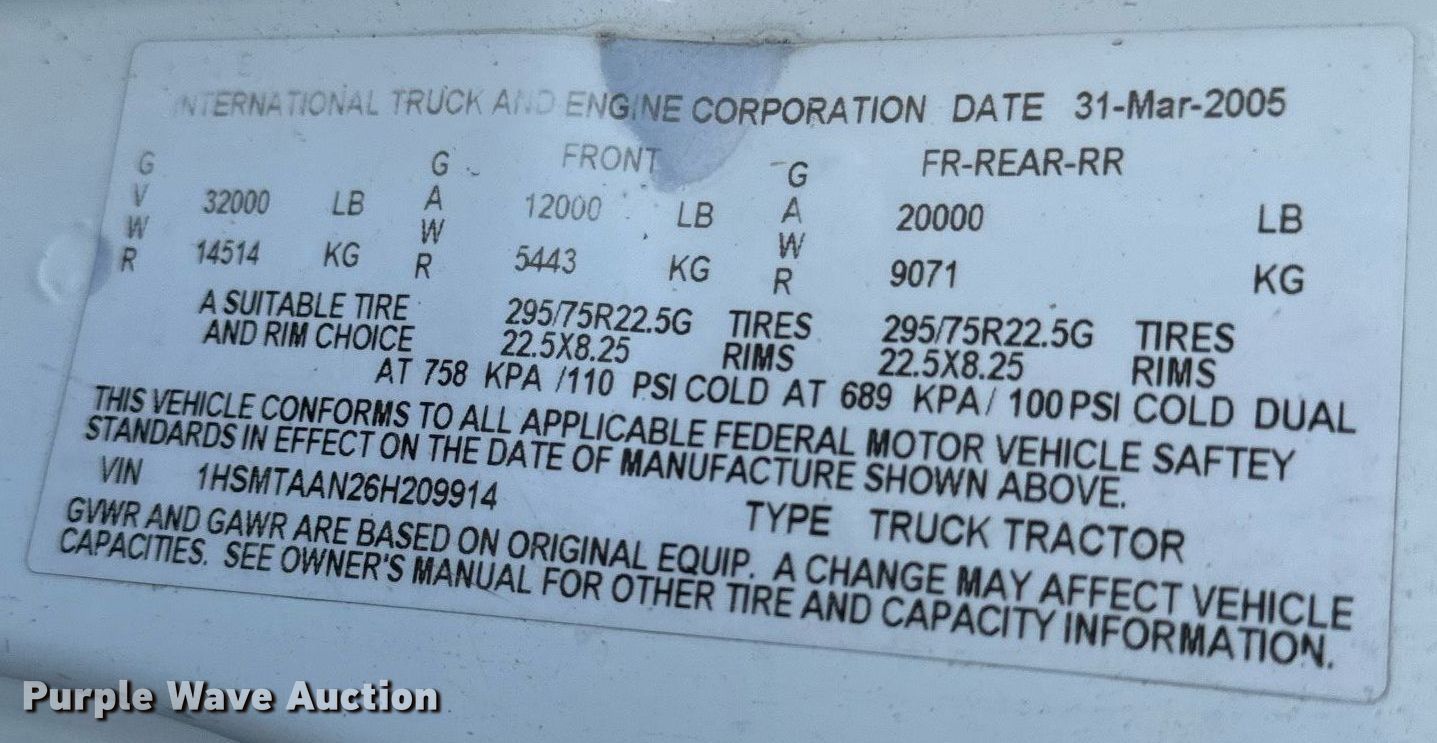 INTERNATIONAL TRUCK AND ENGINE CORPORATION DATE 31-Mar-2005
GVWR 32000 LB GAWR FRONT 12000 LB GAWR FR-REAR-RR 20000 LB
14514 KG 5443 KG 9071 KG
A SUITABLE TIRE 295/75R22.5G TIRES 295/75R22.5G TIRES
AND RIM CHOICE 22.5X8.25 RIMS 22.5X8.25 RIMS
AT 758 KPA /110 PSI COLD AT 689 KPA/ 100 PSI COLD DUAL
THIS VEHICLE CONFORMS TO ALL APPLICABLE FEDERAL MOTOR VEHICLE SAFTEY
STANDARDS IN EFFECT ON THE DATE OF MANUFACTURE SHOWN ABOVE.
VIN 1HSMTAAN26H209914 TYPE TRUCK TRACTOR
GVWR AND GAWR ARE BASED ON ORIGINAL EQUIP. A CHANGE MAY AFFECT VEHICLE
CAPACITIES. SEE OWNER'S MANUAL FOR OTHER TIRE AND CAPACITY INFORMATION.
Purple Wave Auction